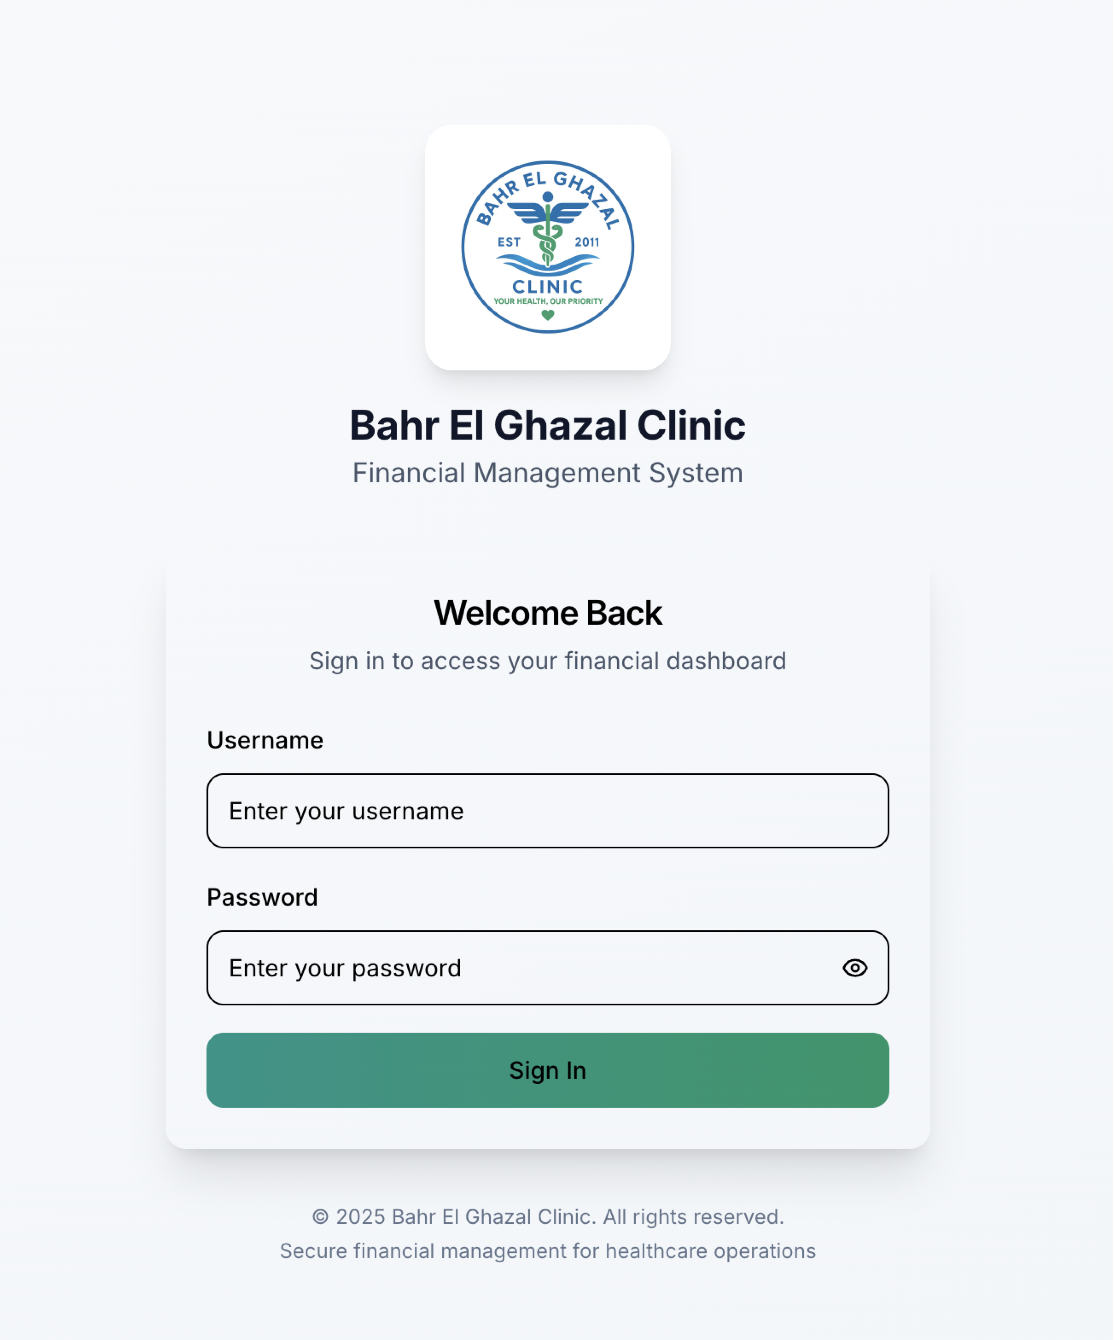 BAHR EL GHAZAL
EST 2011
CLINIC
YOUR HEALTH, OUR PRIORITY
Bahr El Ghazal Clinic
Financial Management System
Welcome Back
Sign in to access your financial dashboard
Username
Enter your username
Password
Enter your password
Sign In
© 2025 Bahr El Ghazal Clinic. All rights reserved.
Secure financial management for healthcare operations